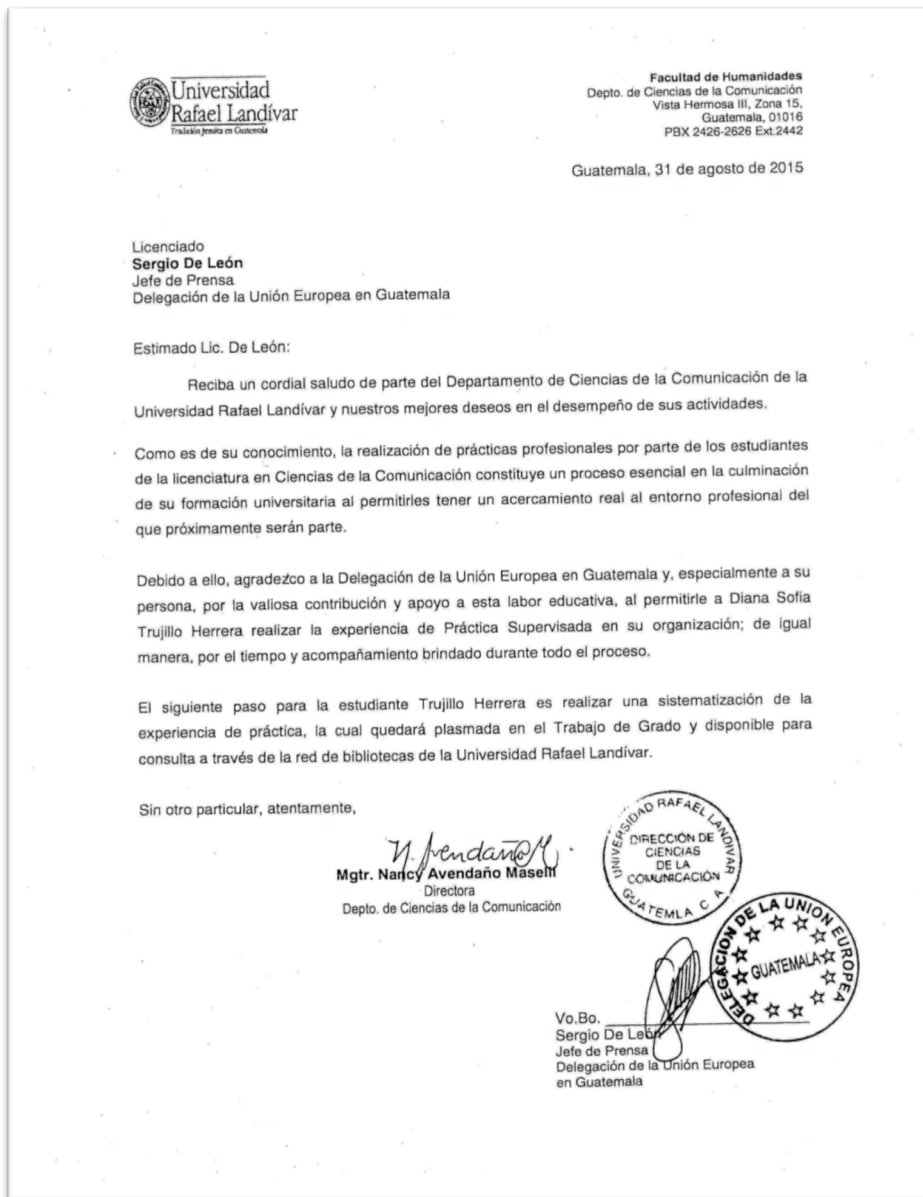 Universidad
Rafael Landívar
Tradición Jesuita en Guatemala
Facultad de Humanidades
Depto. de Ciencias de la Comunicación
Vista Hermosa III, Zona 15,
Guatemala, 01016
PBX 2426-2626 Ext.2442
Guatemala, 31 de agosto de 2015
Licenciado
Sergio De León
Jefe de Prensa
Delegación de la Unión Europea en Guatemala
Estimado Lic. De León:
Reciba un cordial saludo de parte del Departamento de Ciencias de la Comunicación de la
Universidad Rafael Landívar y nuestros mejores deseos en el desempeño de sus actividades.
Como es de su conocimiento, la realización de prácticas profesionales por parte de los estudiantes
de la licenciatura en Ciencias de la Comunicación constituye un proceso esencial en la culminación
de su formación universitaria al permitirles tener un acercamiento real al entorno profesional del
que próximamente serán parte.
Debido a ello, agradezco a la Delegación de la Unión Europea en Guatemala y, especialmente a su
persona, por la valiosa contribución y apoyo a esta labor educativa, al permitirle a Diana Sofia
Trujillo Herrera realizar la experiencia de Práctica Supervisada en su organización; de igual
manera, por el tiempo y acompañamiento brindado durante todo el proceso.
El siguiente paso para la estudiante Trujillo Herrera es realizar una sistematización de la
experiencia de práctica, la cual quedará plasmada en el Trabajo de Grado y disponible para
consulta a través de la red de bibliotecas de la Universidad Rafael Landívar.
Sin otro particular, atentamente,
N. Avendaño M.
Mgtr. Nancy Avendaño Maselli
Directora
Depto. de Ciencias de la Comunicación
UNIVERSIDAD RAFAEL LANDIVAR
DIRECCIÓN DE
CIENCIAS
DE LA
COMUNICACIÓN
GUATEMLA C A
DELEGACION DE LA UNION EUROPEA
GUATEMALA
Vo.Bo.
Sergio De León
Jefe de Prensa
Delegación de la Unión Europea
en Guatemala